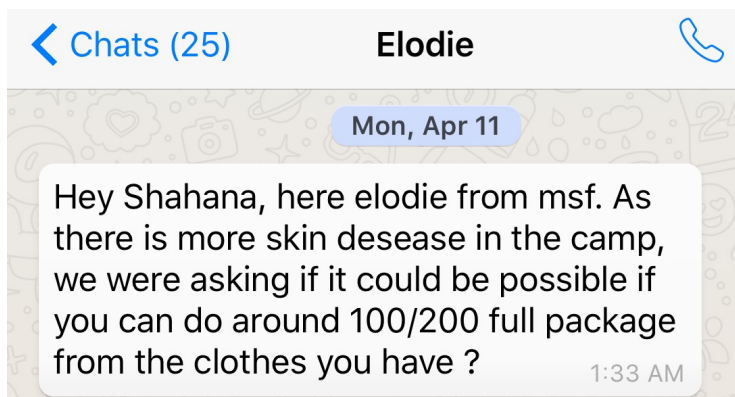 Chats (25) Elodie
Mon, Apr 11
Hey Shahana, here elodie from msf. As
there is more skin desease in the camp,
we were asking if it could be possible if
you can do around 100/200 full package
from the clothes you have ?
1:33 AM